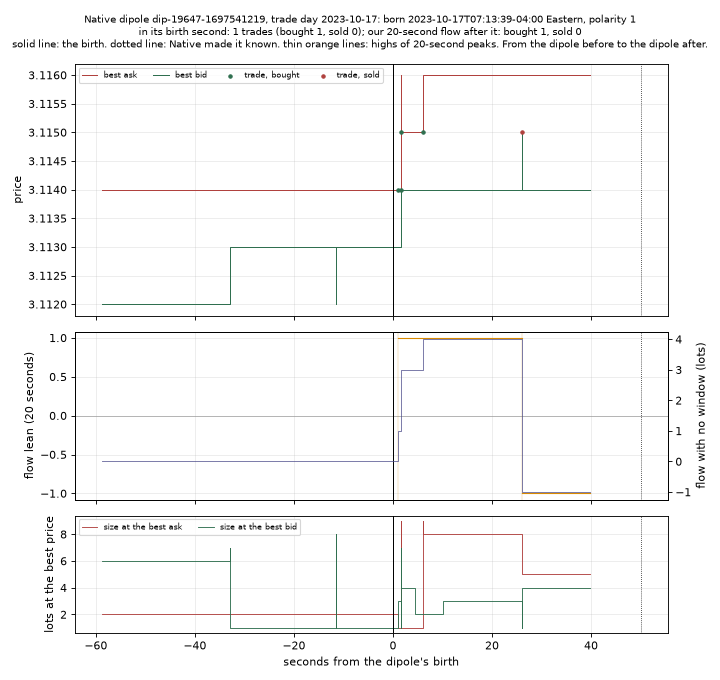 Native dipole dip-19647-1697541219, trade day 2023-10-17: born 2023-10-17T07:13:39-04:00 Eastern, polarity 1
in its birth second: 1 trades (bought 1, sold 0); our 20-second flow after it: bought 1, sold 0
solid line: the birth. dotted line: Native made it known. thin orange lines: highs of 20-second peaks. From the dipole before to the dipole after.
best ask
best bid
trade, bought
trade, sold
3.1160
3.1155
3.1150
3.1145
3.1140
3.1135
3.1130
3.1125
3.1120
price
1.0
0.5
0.0
−0.5
−1.0
flow lean (20 seconds)
4
3
2
1
0
−1
flow with no window (lots)
size at the best ask
size at the best bid
8
6
4
2
lots at the best price
−60
−40
−20
0
20
40
seconds from the dipole's birth